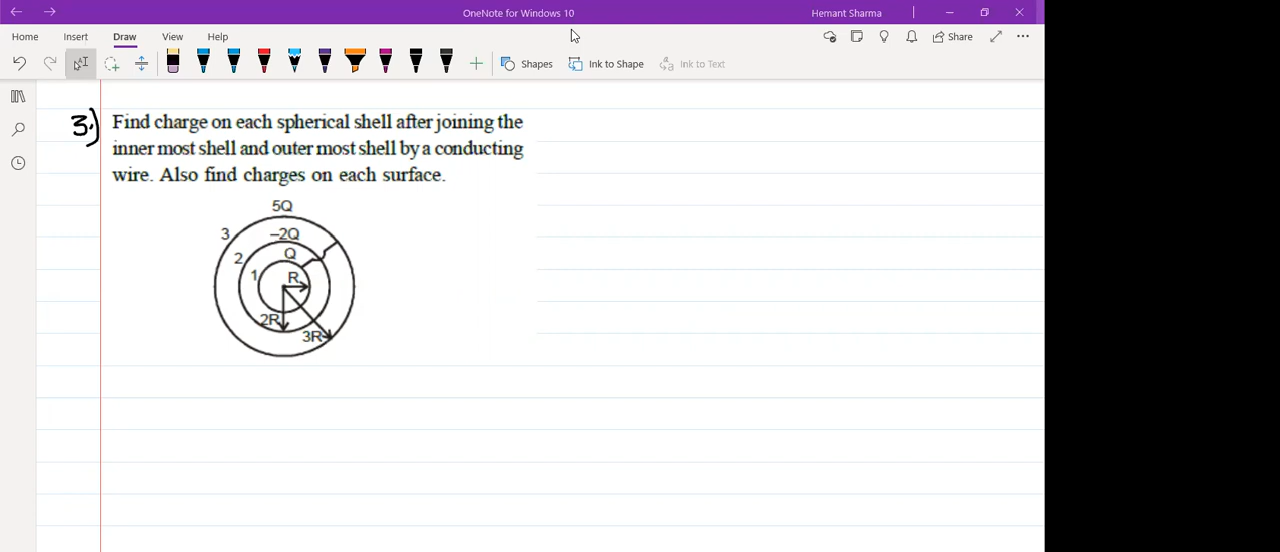 OneNote for Windows 10
Hemant Sharma
Home Insert Draw View Help
Share
Shapes
Ink to Shape
Ink to Text
3.) Find charge on each spherical shell after joining the
inner most shell and outer most shell by a conducting
wire. Also find charges on each surface.
5Q
3
–2Q
2
Q
1
R
2R
3R